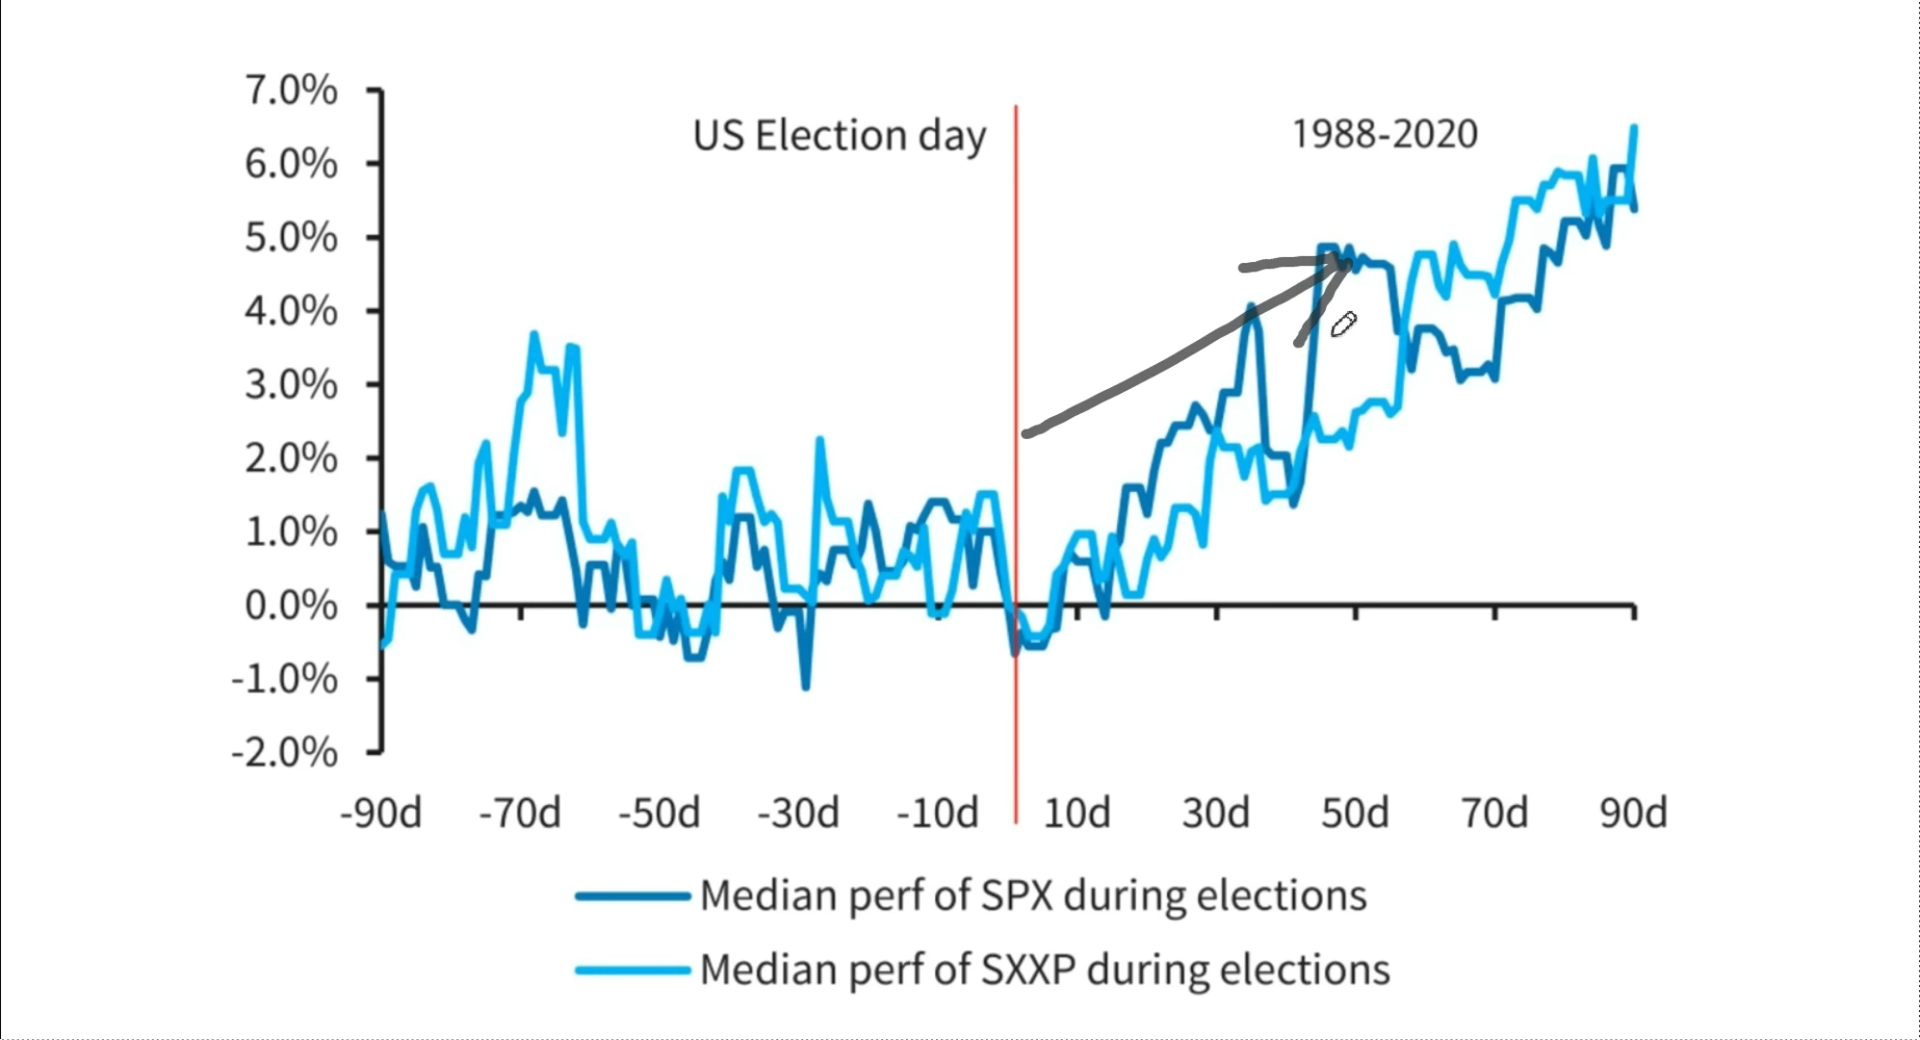 7.0%
US Election day
1988-2020
6.0%
5.0%
4.0%
3.0%
2.0%
1.0%
0.0%
-1.0%
-2.0%
-90d -70d -50d -30d -10d 10d 30d 50d 70d 90d
Median perf of SPX during elections
Median perf of SXXP during elections